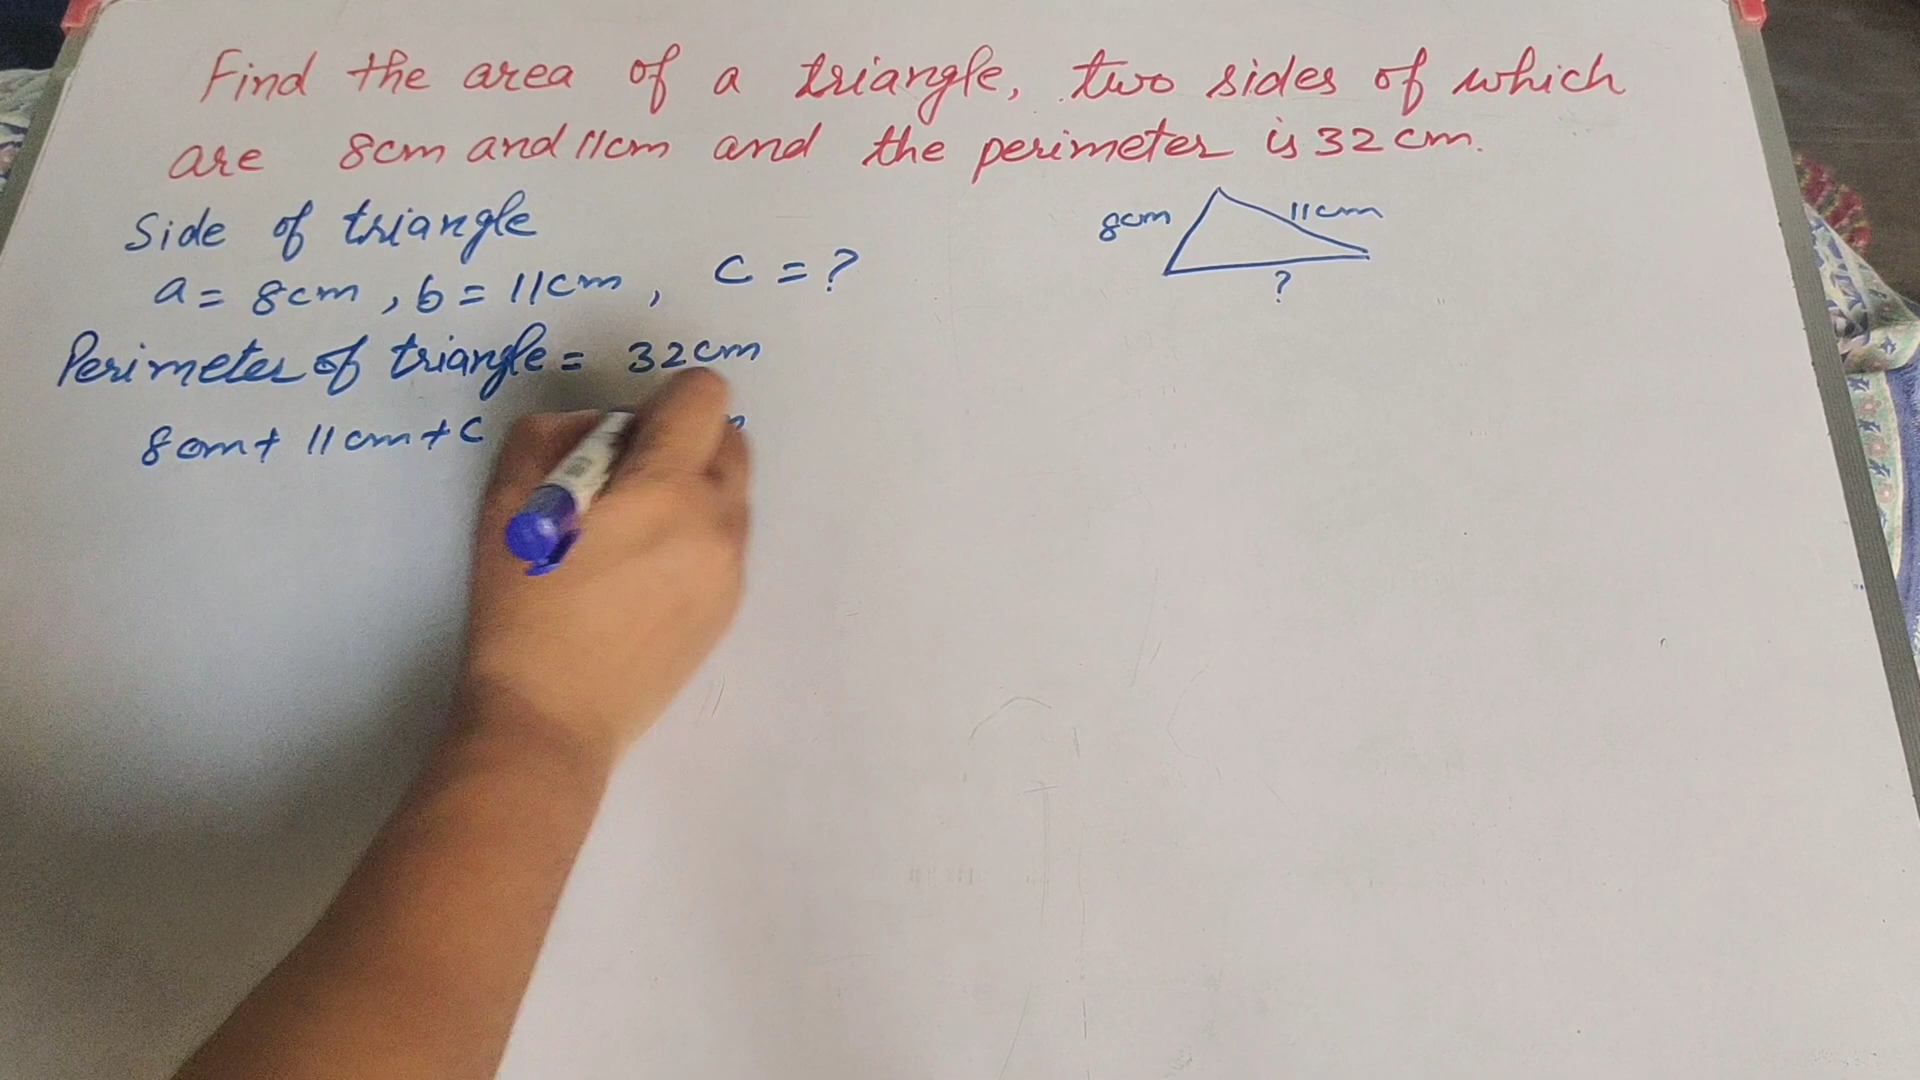 Find the area of a triangle, two sides of which
are 8cm and 11cm and the perimeter is 32cm.
Side of triangle
a = 8cm, b = 11cm, c = ?
Perimeter of triangle = 32cm
8cm + 11cm + c
8cm
11cm
?